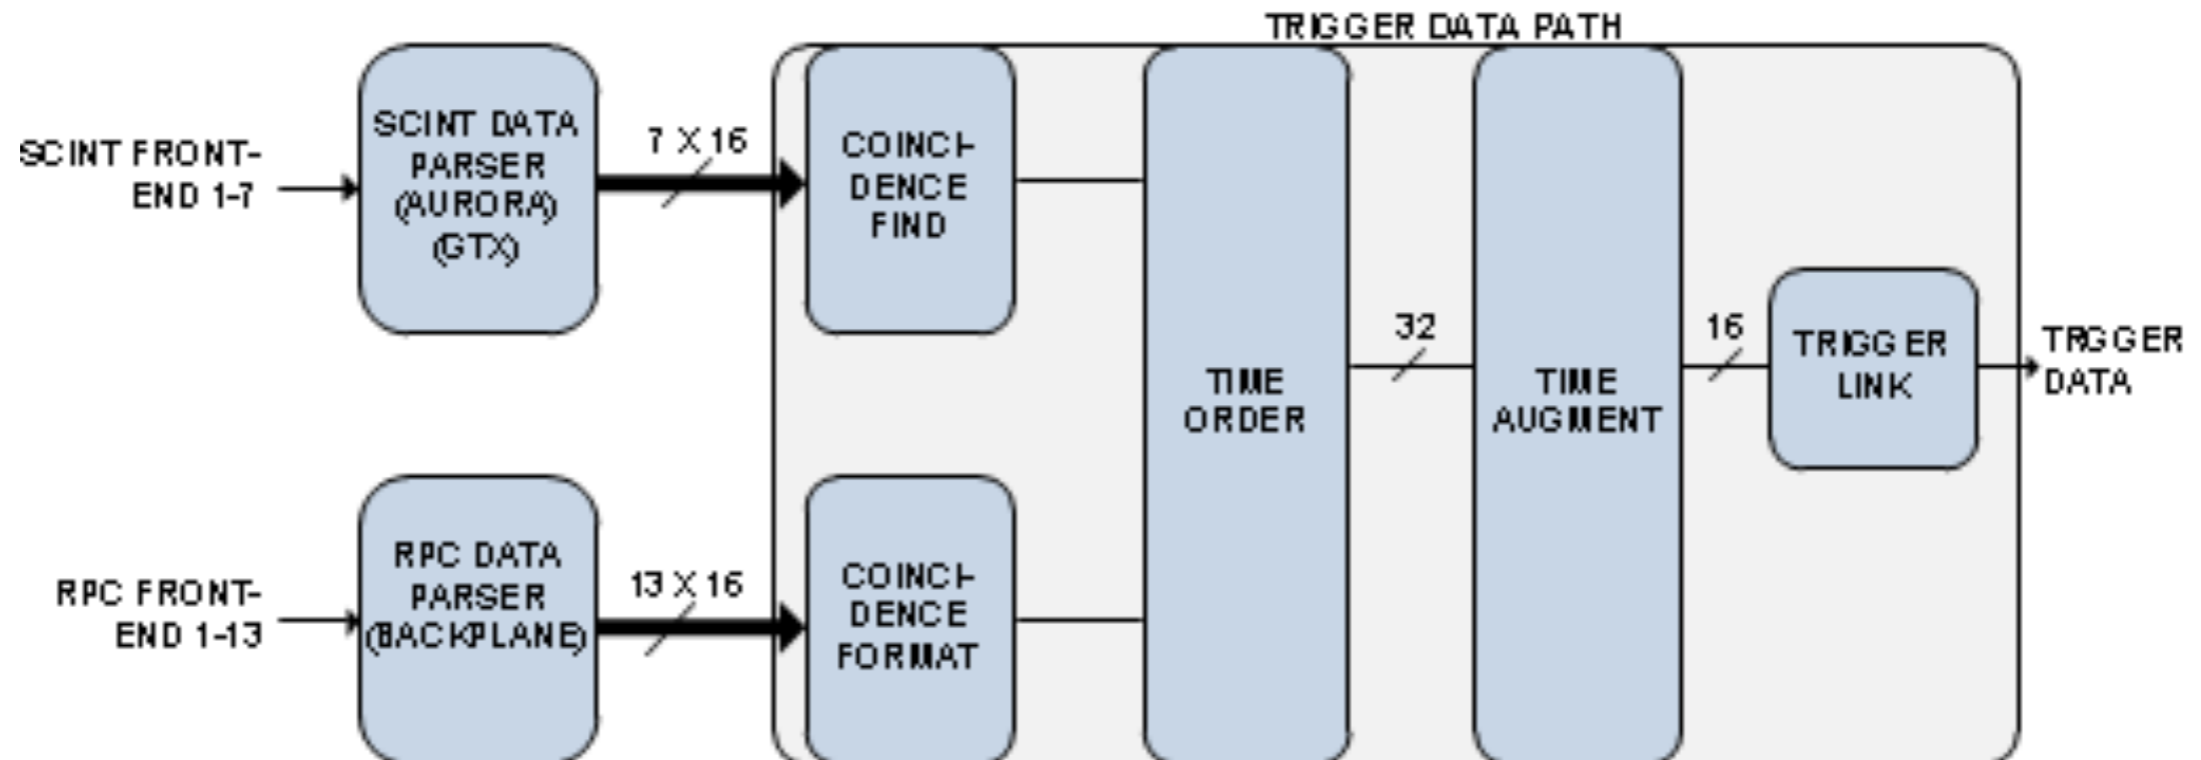 TRIGGER DATA PATH
SCINT FRONT-
END 1-7
SCINT DATA
PARSER
(AURORA)
(GTX)
7 X 16
COINCI-
DENCE
FIND
TIME
ORDER
32
TIME
AUGMENT
16
TRIGGER
LINK
TRGGER
DATA
RPC FRONT-
END 1-13
RPC DATA
PARSER
(BACKPLANE)
13 X 16
COINCI-
DENCE
FORMAT